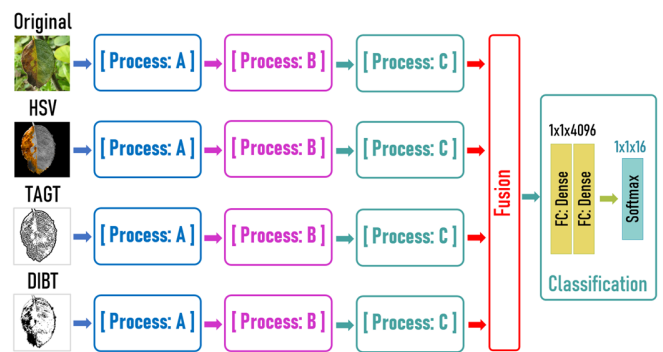 Original
[ Process: A ]
[ Process: B ]
[ Process: C ]
HSV
[ Process: A ]
[ Process: B ]
[ Process: C ]
TAGT
[ Process: A ]
[ Process: B ]
[ Process: C ]
DIBT
[ Process: A ]
[ Process: B ]
[ Process: C ]
Fusion
1x1x4096
FC: Dense
FC: Dense
1x1x16
Softmax
Classification